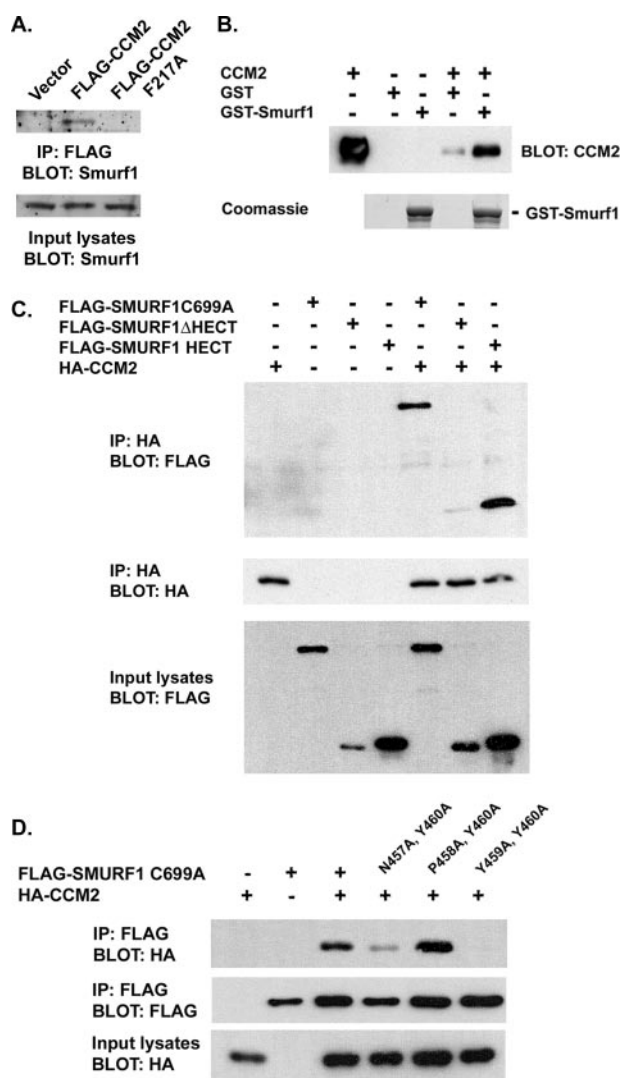 A.
Vector
FLAG-CCM2
FLAG-CCM2
F217A
IP: FLAG
BLOT: Smurf1
Input lysates
BLOT: Smurf1
B.
CCM2 + - - + +
GST - + - + -
GST-Smurf1 - - + - +
BLOT: CCM2
Coomassie
- GST-Smurf1
C.
FLAG-SMURF1C699A - + - - + - -
FLAG-SMURF1ΔHECT - - + - - + -
FLAG-SMURF1 HECT - - - + - - +
HA-CCM2 + - - - + + +
IP: HA
BLOT: FLAG
IP: HA
BLOT: HA
Input lysates
BLOT: FLAG
D.
N457A, Y460A
P458A, Y460A
Y459A, Y460A
FLAG-SMURF1 C699A - + +
HA-CCM2 + - + + + +
IP: FLAG
BLOT: HA
IP: FLAG
BLOT: FLAG
Input lysates
BLOT: HA